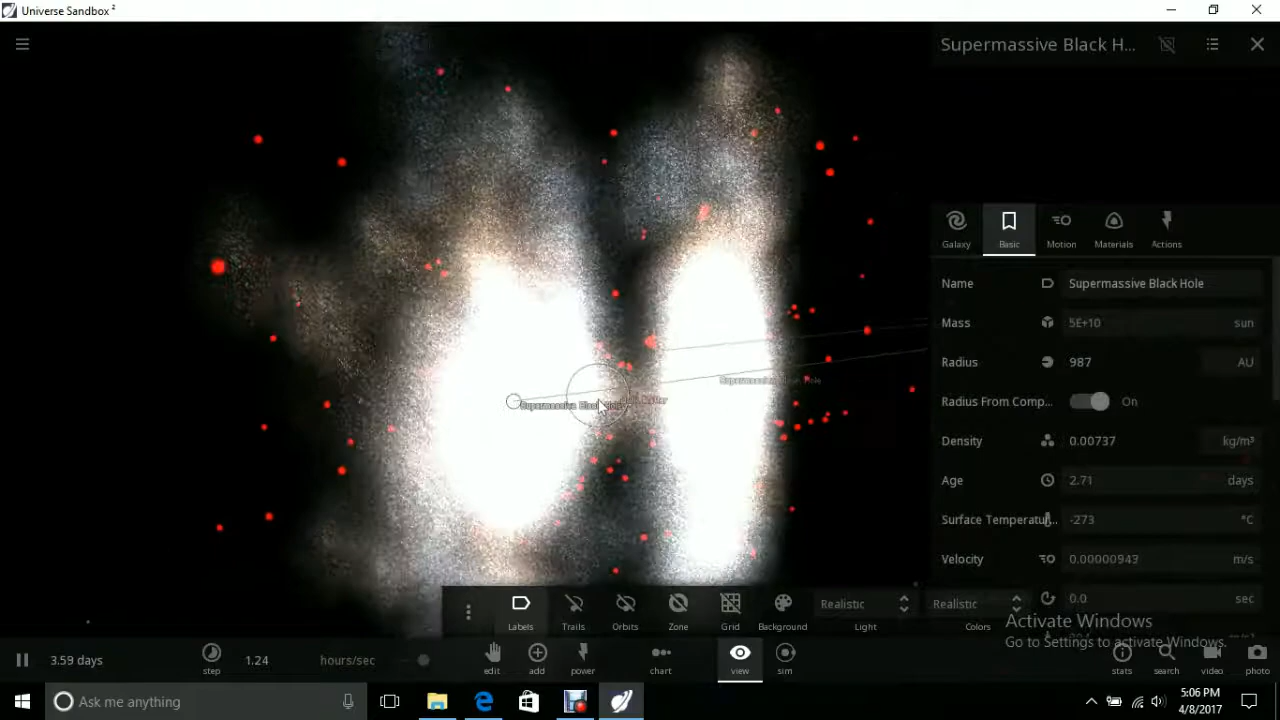 Universe Sandbox ²
Supermassive Black H...
Galaxy
Basic
Motion
Materials
Actions
Name
Supermassive Black Hole
Mass
5E+10
sun
Radius
987
AU
Radius From Comp...
On
Density
0.00737
kg/m³
Age
2.71
days
Surface Temperatur...
-273
°C
Velocity
0.00000943
m/s
0.0
sec
Labels
Trails
Orbits
Zone
Grid
Background
Realistic
Light
Realistic
Colors
Activate Windows
Go to Settings to activate Windows.
3.59 days
step
1.24
hours/sec
edit
add
power
chart
view
sim
stats
search
video
photo
Ask me anything
5:06 PM
4/8/2017